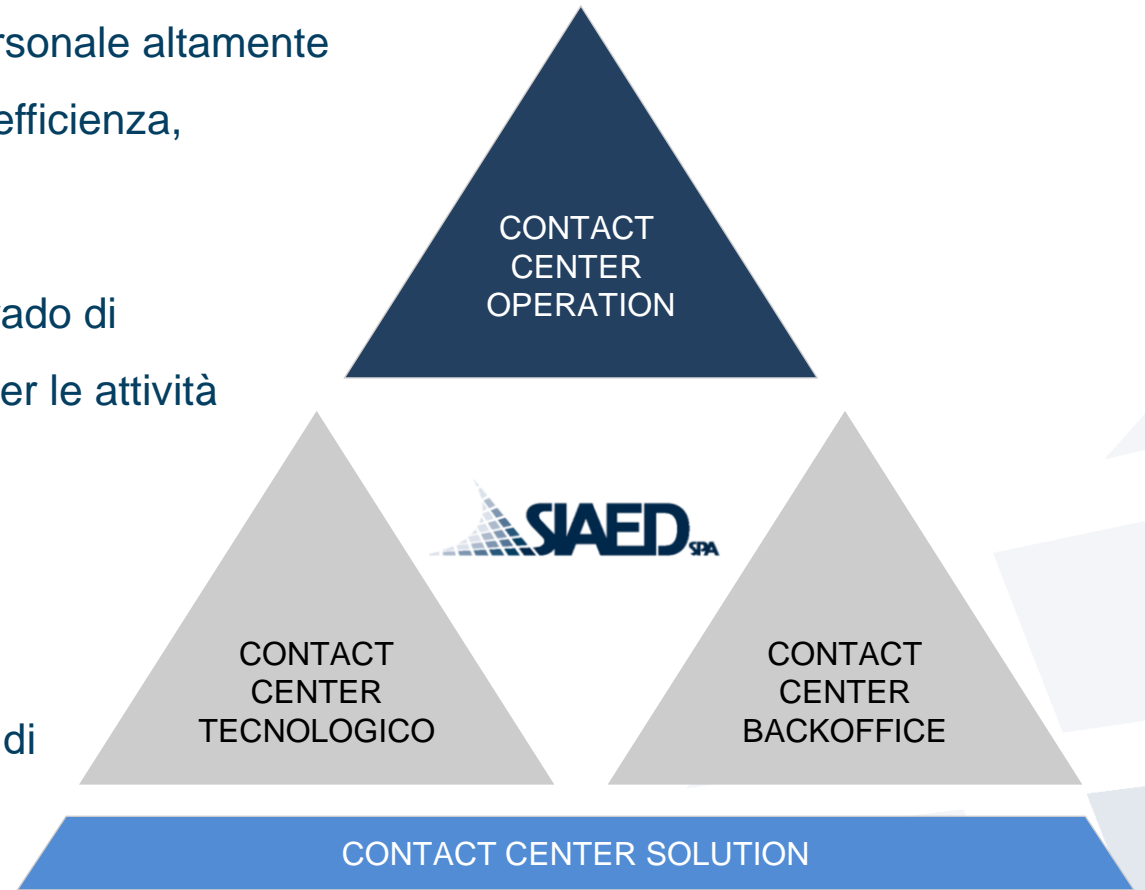 rsonale altamente
efficienza,
ado di
er le attività
di
CONTACT
CENTER
OPERATION
SIAED SPA
CONTACT
CENTER
TECNOLOGICO
CONTACT
CENTER
BACKOFFICE
CONTACT CENTER SOLUTION